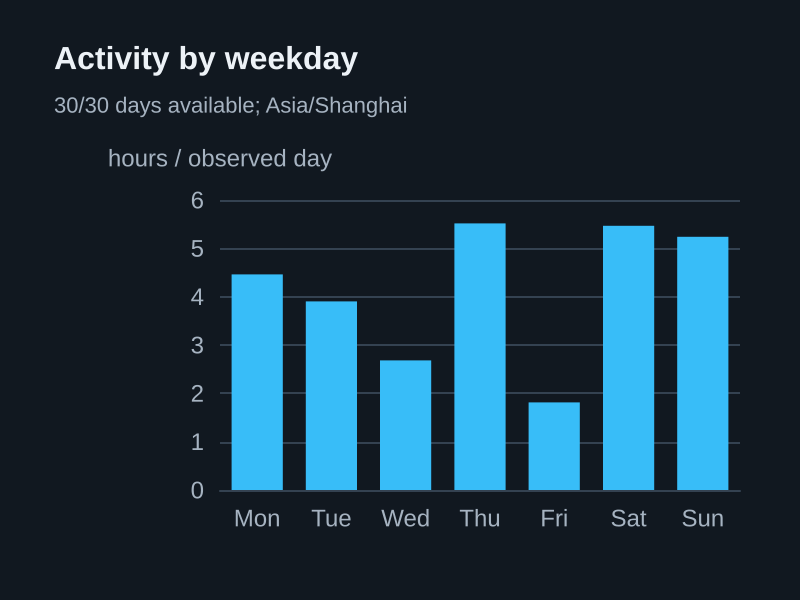 Activity by weekday
30/30 days available; Asia/Shanghai
hours / observed day
6
5
4
3
2
1
0
Mon Tue Wed Thu Fri Sat Sun